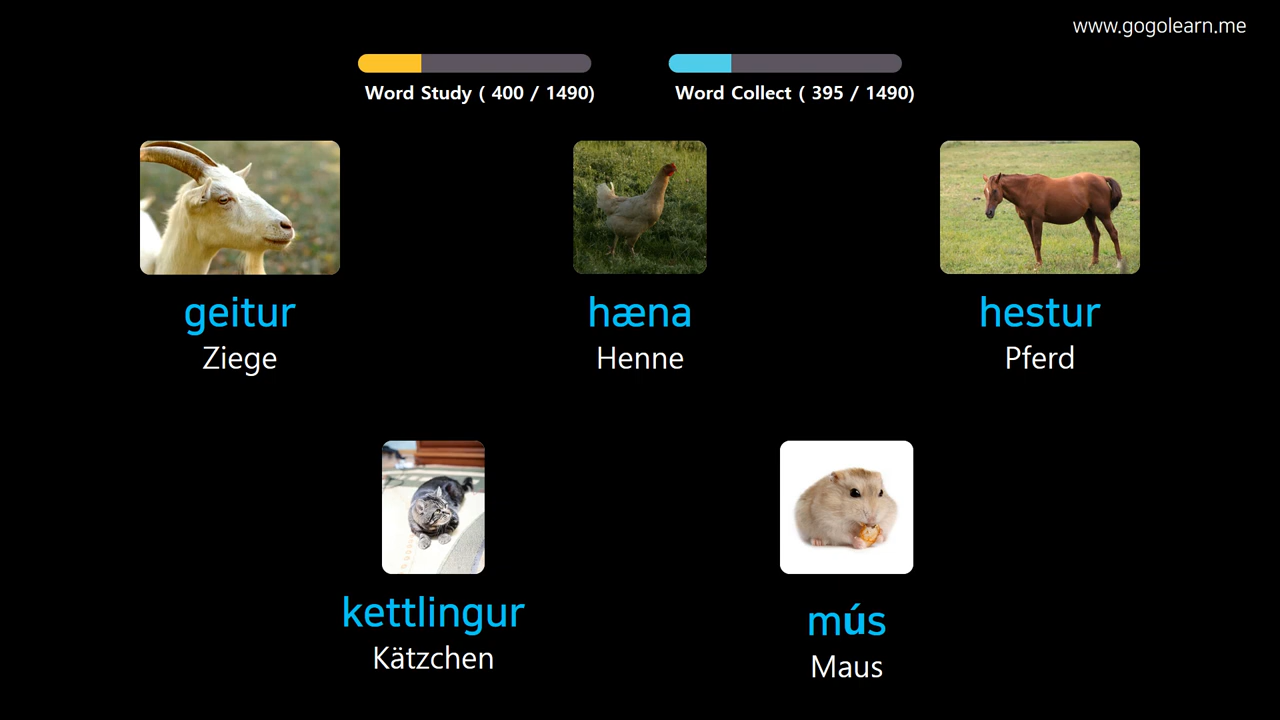 www.gogolearn.me
Word Study ( 400 / 1490)
Word Collect ( 395 / 1490)
geitur
Ziege
hæna
Henne
hestur
Pferd
kettlingur
Kätzchen
mús
Maus